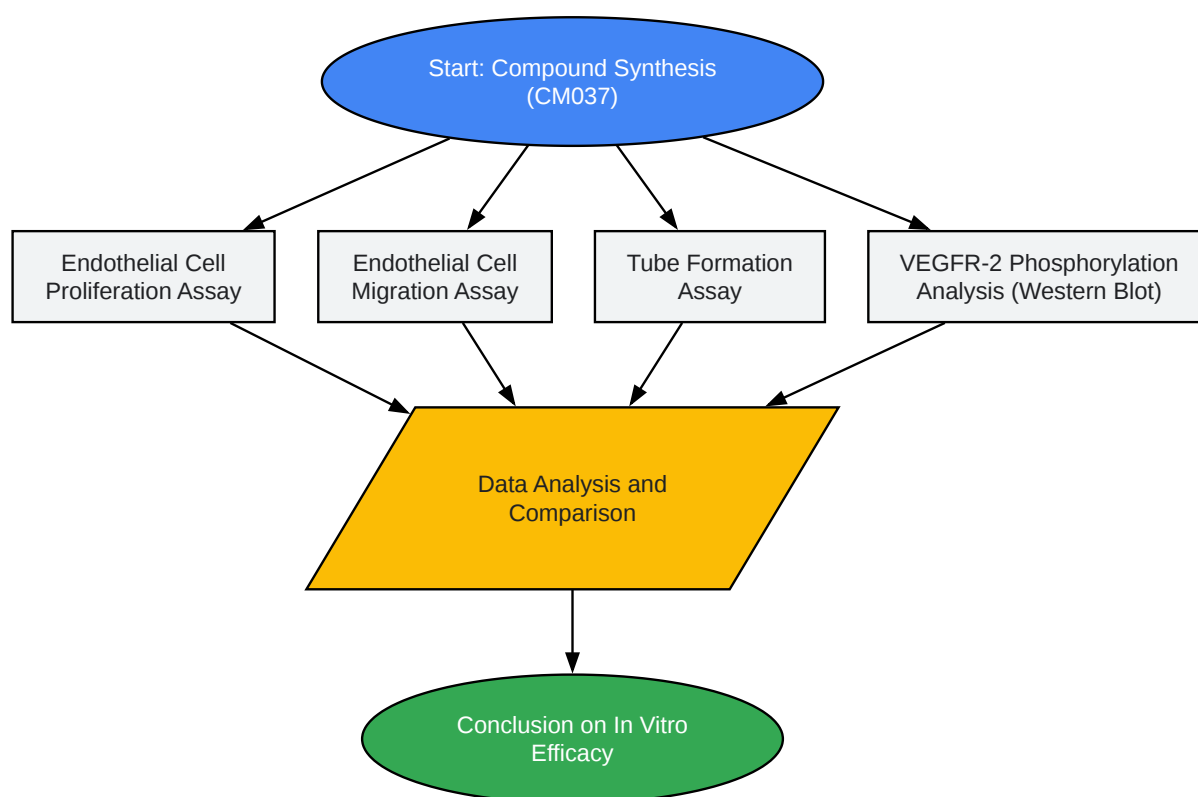 Start: Compound Synthesis
(CM037)
Endothelial Cell
Proliferation Assay
Endothelial Cell
Migration Assay
Tube Formation
Assay
VEGFR-2 Phosphorylation
Analysis (Western Blot)
Data Analysis and
Comparison
Conclusion on In Vitro
Efficacy